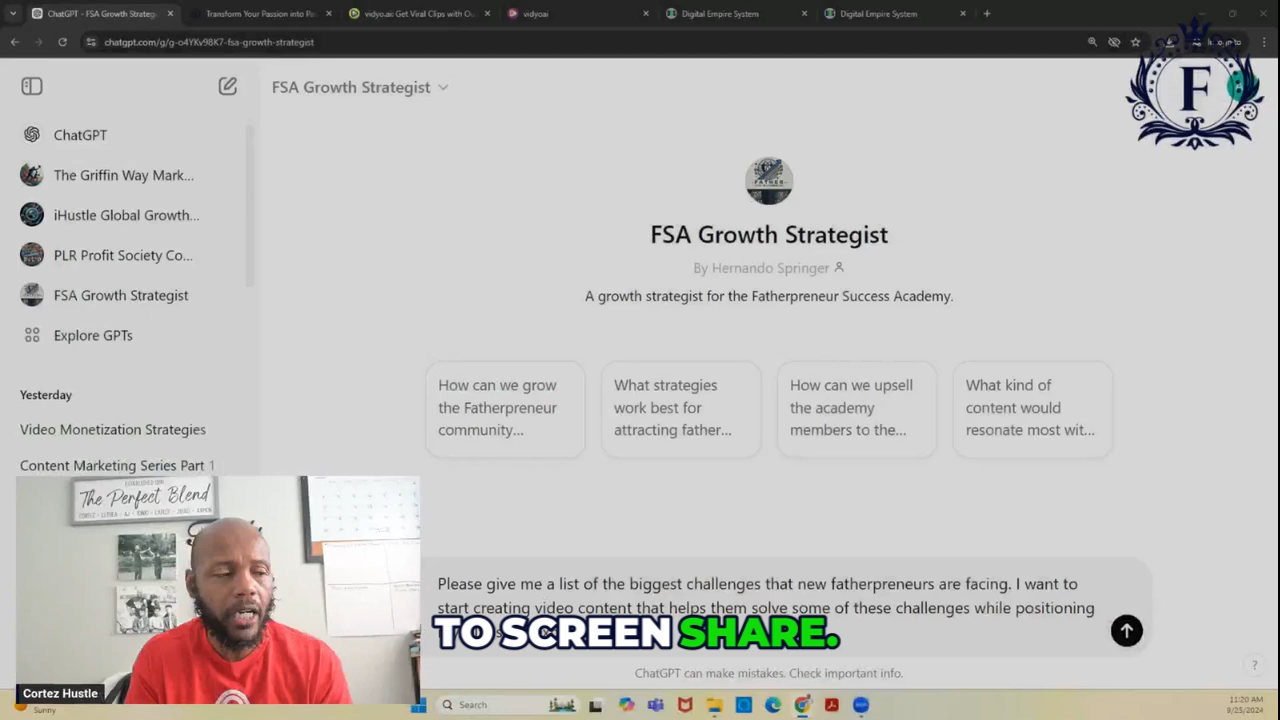 ChatGPT - FSA Growth Strateg
Transform Your Passion into Pa
vidyo.ai: Get Viral Clips with Ou
vidyoai
Digital Empire System
Digital Empire System
chatgpt.com/g/g-o4YKv98K7-fsa-growth-strategist
Incognito
F
FSA Growth Strategist
ChatGPT
The Griffin Way Mark...
iHustle Global Growth...
PLR Profit Society Co...
FSA Growth Strategist
Explore GPTs
Yesterday
Video Monetization Strategies
Content Marketing Series Part 1
FATHER
FSA Growth Strategist
By Hernando Springer
A growth strategist for the Fatherpreneur Success Academy.
How can we grow
the Fatherpreneur
community...
What strategies
work best for
attracting father...
How can we upsell
the academy
members to the...
What kind of
content would
resonate most wit...
The Perfect Blend
Please give me a list of the biggest challenges that new fatherpreneurs are facing. I want to
start creating video content that helps them solve some of these challenges while positioning
TO SCREEN SHARE.
ChatGPT can make mistakes. Check important info.
?
Cortez Hustle
Sunny
Search
11:20 AM
9/25/2024